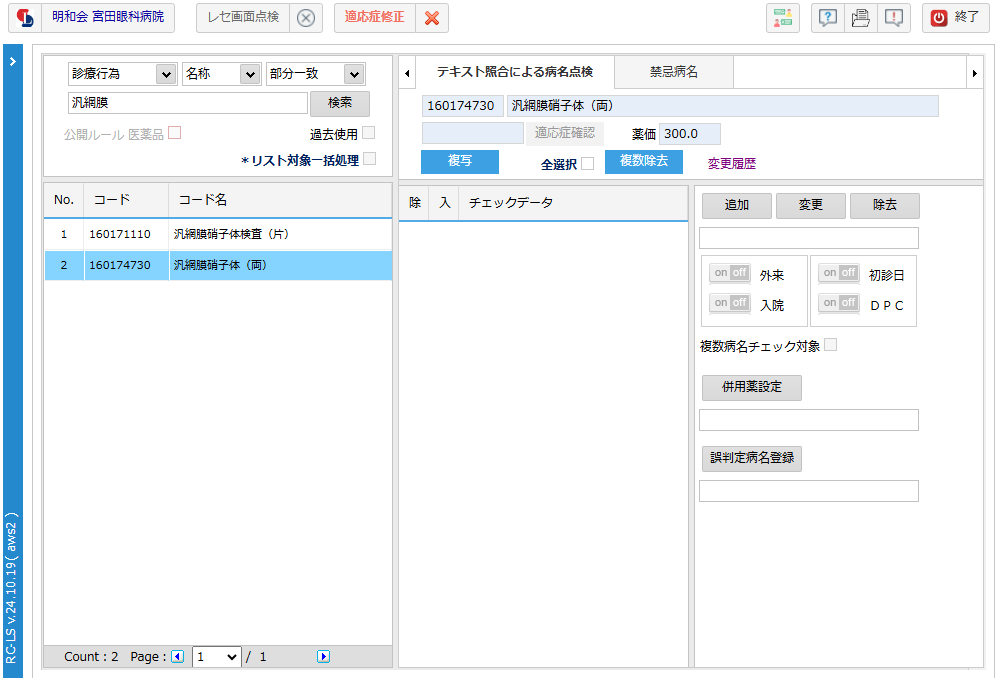 明和会 宮田眼科病院
レセ画面点検
適応症修正
終了
診療行為 名称 部分一致
汎網膜 検索
公開ルール 医薬品 過去使用
＊リスト対象一括処理
No. コード コード名
1 160171110 汎網膜硝子体検査（片）
2 160174730 汎網膜硝子体（両）
Count : 2 Page : 1 / 1
テキスト照合による病名点検 禁忌病名
160174730 汎網膜硝子体（両）
適応症確認 薬価 300.0
複写 全選択 複数除去 変更履歴
除 入 チェックデータ
追加 変更 除去
on off 外来 on off 初診日
on off 入院 on off ＤＰＣ
複数病名チェック対象
併用薬設定
誤判定病名登録
RC-LS v.24.10.19( aws2 )